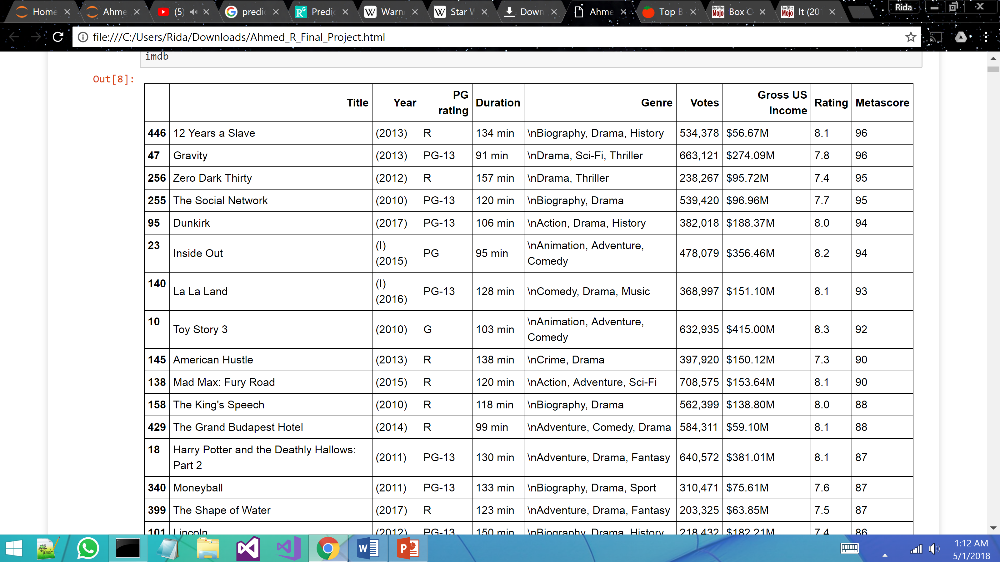 Home Ahme (5) predic Predic Warn Star V Down Ahme Top B Box O It (20 Rida
file:///C:/Users/Rida/Downloads/Ahmed_R_Final_Project.html
imdb
Out[8]:
Title Year PG rating Duration Genre Votes Gross US Income Rating Metascore
446 12 Years a Slave (2013) R 134 min \nBiography, Drama, History 534,378 $56.67M 8.1 96
47 Gravity (2013) PG-13 91 min \nDrama, Sci-Fi, Thriller 663,121 $274.09M 7.8 96
256 Zero Dark Thirty (2012) R 157 min \nDrama, Thriller 238,267 $95.72M 7.4 95
255 The Social Network (2010) PG-13 120 min \nBiography, Drama 539,420 $96.96M 7.7 95
95 Dunkirk (2017) PG-13 106 min \nAction, Drama, History 382,018 $188.37M 8.0 94
23 Inside Out (I) (2015) PG 95 min \nAnimation, Adventure, Comedy 478,079 $356.46M 8.2 94
140 La La Land (I) (2016) PG-13 128 min \nComedy, Drama, Music 368,997 $151.10M 8.1 93
10 Toy Story 3 (2010) G 103 min \nAnimation, Adventure, Comedy 632,935 $415.00M 8.3 92
145 American Hustle (2013) R 138 min \nCrime, Drama 397,920 $150.12M 7.3 90
138 Mad Max: Fury Road (2015) R 120 min \nAction, Adventure, Sci-Fi 708,575 $153.64M 8.1 90
158 The King's Speech (2010) R 118 min \nBiography, Drama 562,399 $138.80M 8.0 88
429 The Grand Budapest Hotel (2014) R 99 min \nAdventure, Comedy, Drama 584,311 $59.10M 8.1 88
18 Harry Potter and the Deathly Hallows: Part 2 (2011) PG-13 130 min \nAdventure, Drama, Fantasy 640,572 $381.01M 8.1 87
340 Moneyball (2011) PG-13 133 min \nBiography, Drama, Sport 310,471 $75.61M 7.6 87
399 The Shape of Water (2017) R 123 min \nAdventure, Drama, Fantasy 203,325 $63.85M 7.5 87
101 Lincoln (2012) PG-13 150 min \nBiography, Drama, History 218,432 $182.21M 7.4 86
1:12 AM
5/1/2018